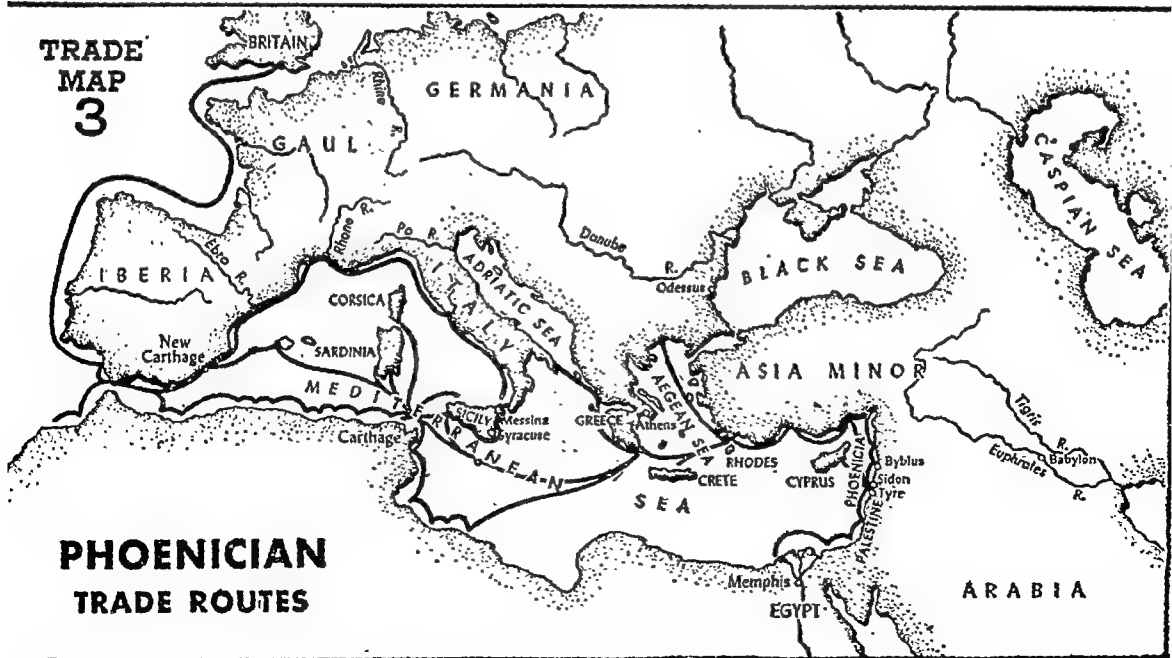 TRADE
MAP
3
BRITAIN
GERMANIA
Rhine
R.
GAUL
CASPIAN SEA
Rhone R.
Po R.
Danube
R.
Odessus
BLACK SEA
IBERIA
Ebro R.
ITALY
ADRIATIC SEA
CORSICA
New
Carthage
SARDINIA
MEDITERRANEAN
SEA
ASIA MINOR
AEGEAN SEA
Tigris
R.
SICILY
Messina
Syracuse
GREECE
Athens
Carthage
RHODES
CRETE
CYPRUS
PHOENICIA
Byblus
Sidon
Tyre
PALESTINE
Euphrates
R.
Babylon
PHOENICIAN
TRADE ROUTES
Memphis
EGYPT
ARABIA